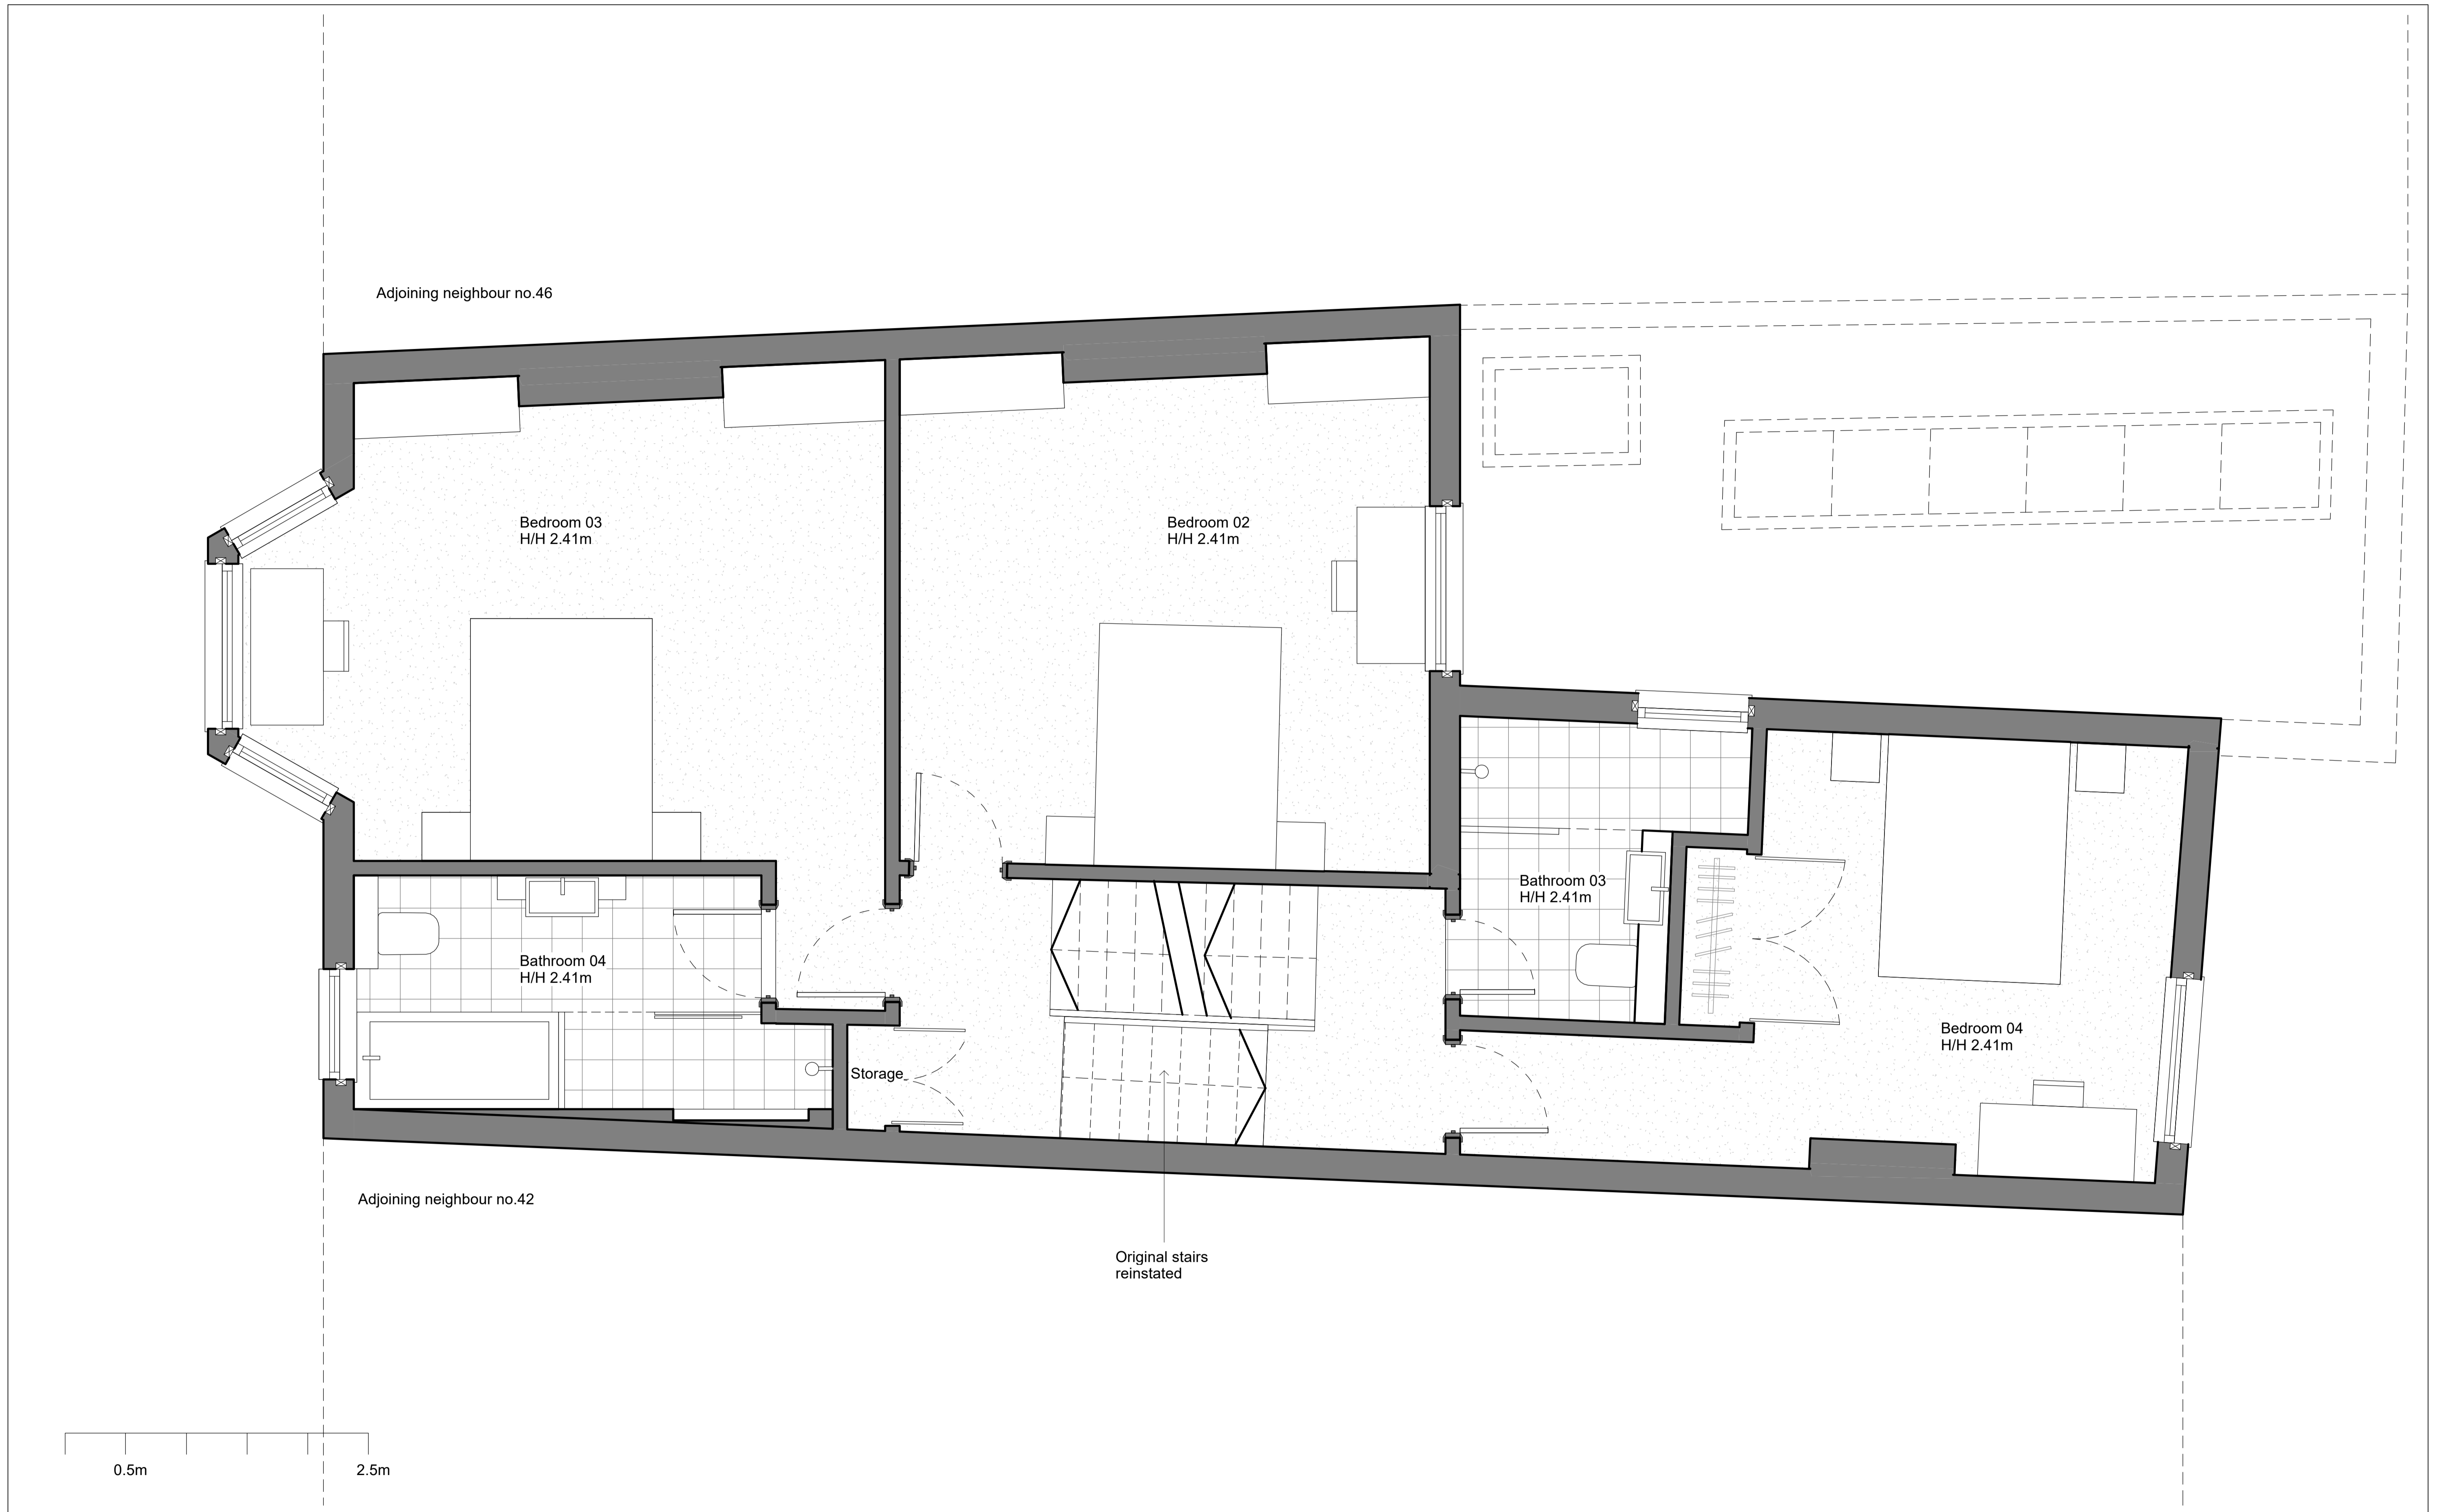 Adjoining neighbour no.46
Bedroom 03
H/H 2.41m
Bedroom 02
H/H 2.41m
Bathroom 03
H/H 2.41m
Bathroom 04
H/H 2.41m
Bedroom 04
H/H 2.41m
Storage
Adjoining neighbour no.42
Original stairs
reinstated
0.5m
2.5m